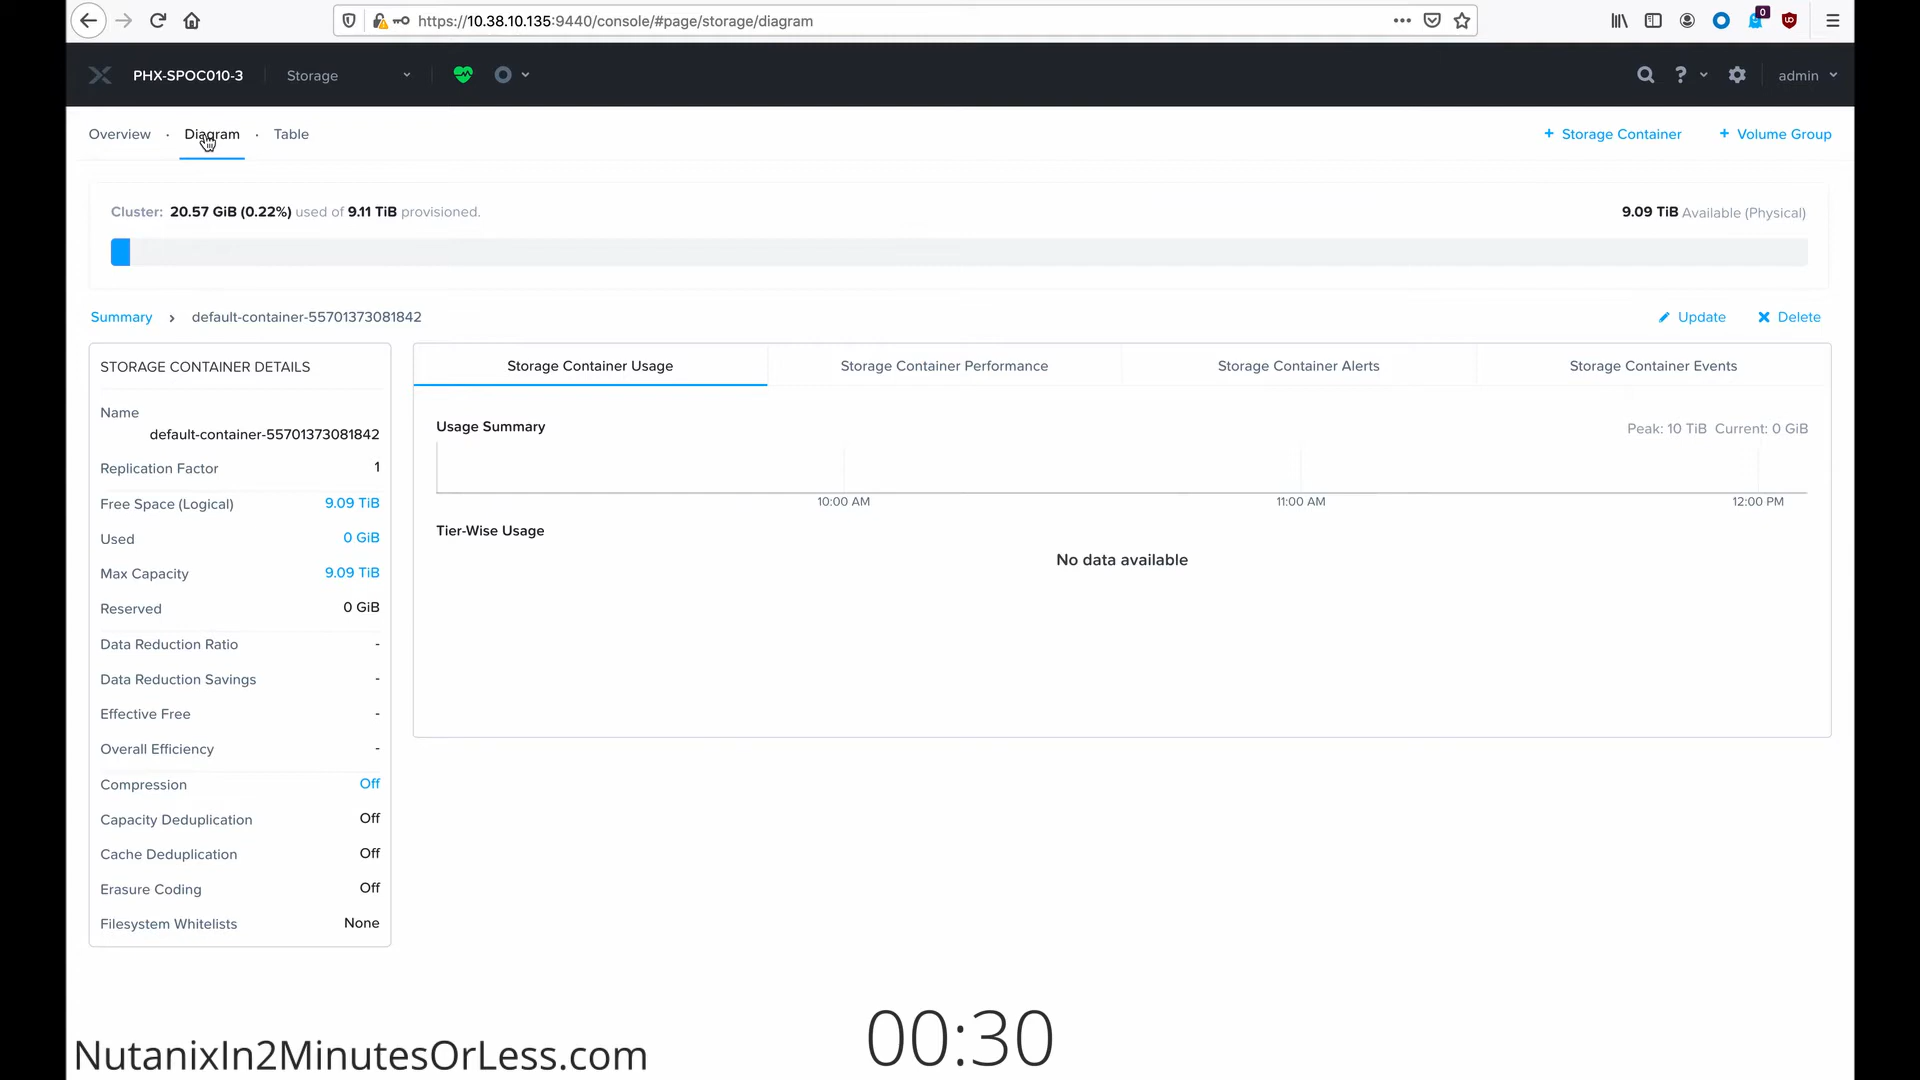 https://10.38.10.135:9440/console/#page/storage/diagram
0
PHX-SPOC010-3 Storage ? admin
Overview · Diagram · Table + Storage Container + Volume Group
Cluster: 20.57 GiB (0.22%) used of 9.11 TiB provisioned. 9.09 TiB Available (Physical)
Summary > default-container-55701373081842 Update Delete
STORAGE CONTAINER DETAILS
Name
default-container-55701373081842
Replication Factor 1
Free Space (Logical) 9.09 TiB
Used 0 GiB
Max Capacity 9.09 TiB
Reserved 0 GiB
Data Reduction Ratio -
Data Reduction Savings -
Effective Free -
Overall Efficiency -
Compression Off
Capacity Deduplication Off
Cache Deduplication Off
Erasure Coding Off
Filesystem Whitelists None
Storage Container Usage Storage Container Performance Storage Container Alerts Storage Container Events
Usage Summary Peak: 10 TiB Current: 0 GiB
10:00 AM 11:00 AM 12:00 PM
Tier-Wise Usage
No data available
NutanixIn2MinutesOrLess.com 00:30